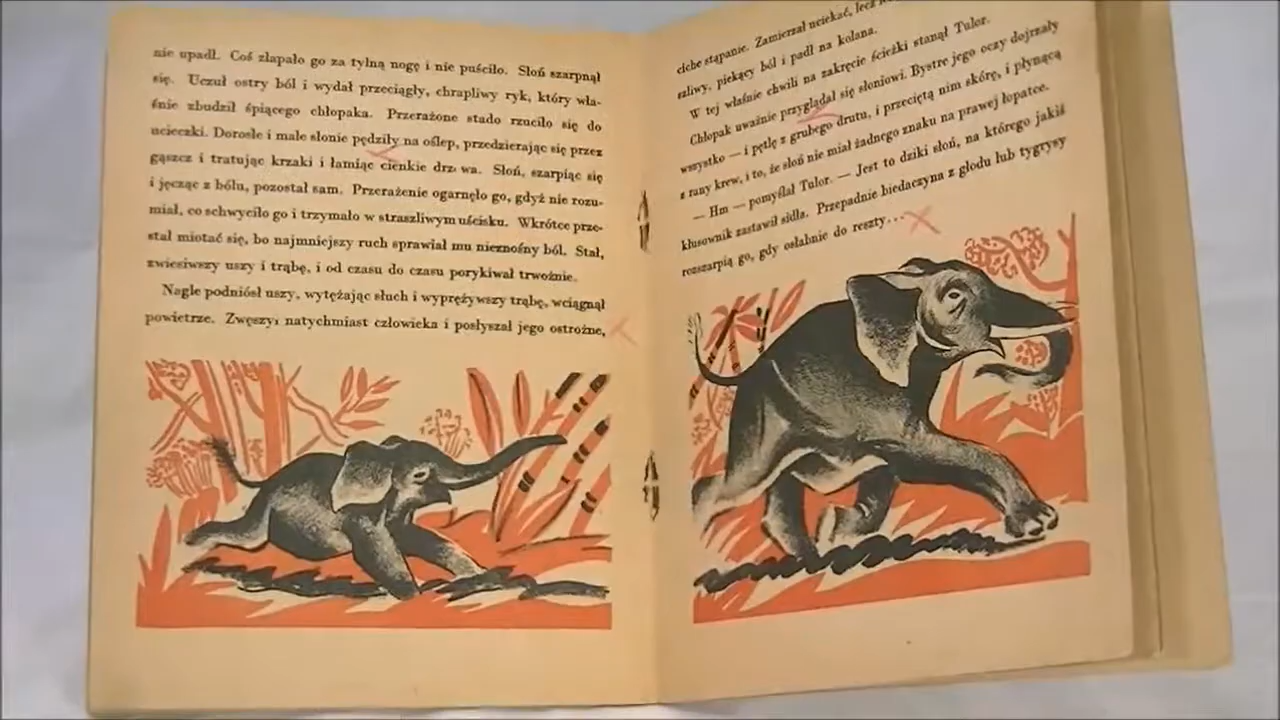 nie upadł. Coś złapało go za tylną nogę i nie puściło. Słoń szarpnął
się. Uczuł ostry ból i wydał przeciągły, chrapliwy ryk, który wła-
śnie zbudził śpiącego chłopaka. Przerażone stado rzuciło się do
ucieczki. Dorosłe i małe słonie pędziły na oślep, przedzierając się przez
gąszcz i tratując krzaki i łamiąc cienkie drzewa. Słoń, szarpiąc się
i jęcząc z bólu, pozostał sam. Przerażenie ogarnęło go, gdyż nie rozu-
miał, co schwyciło go i trzymało w straszliwym uścisku. Wkrótce prze-
stał miotać się, bo najmniejszy ruch sprawiał mu nieznośny ból. Stał,
zwiesiwszy uszy i trąbę, i od czasu do czasu porykiwał trwożnie.
Nagle podniósł uszy, wytężając słuch i wyprężywszy trąbę, wciągnął
powietrze. Zwęszył natychmiast człowieka i posłyszał jego ostrożne,
ciche stąpanie. Zamierzał uciekać, lecz
piekący ból i padł na kolana.
W tej właśnie chwili na zakręcie ścieżki stanął Tulor.
Chłopak uważnie przyglądał się słoniowi. Bystre jego oczy dojrzały
wszystko — i pętlę z grubego drutu, i przeciętą nim skórę, i płynącą
z rany krew, i to, że słoń nie miał żadnego znaku na prawej łopatce.
— Hm — pomyślał Tulor. — Jest to dziki słoń, na którego jakiś
kłusownik zastawił sidła. Przepadnie biedaczyna z głodu lub tygrysy
rozszarpią go, gdy osłabnie do reszty...